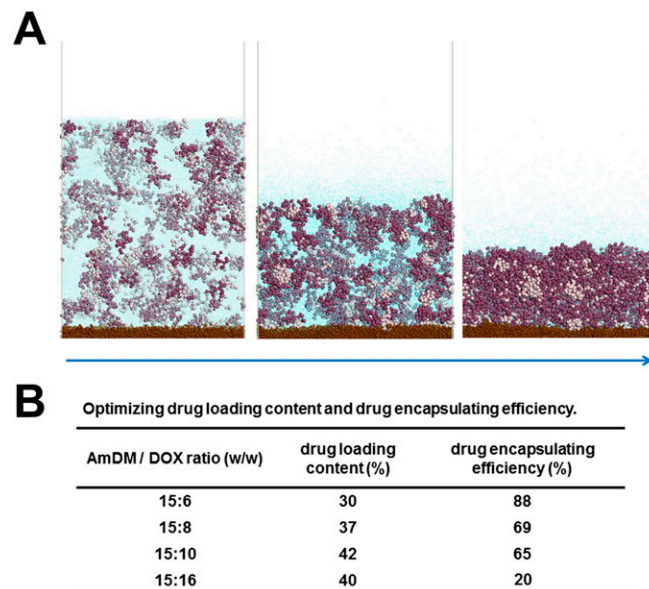 A
B
Optimizing drug loading content and drug encapsulating efficiency.
AmDM / DOX ratio (w/w) drug loading content (%) drug encapsulating efficiency (%)
15:6 30 88
15:8 37 69
15:10 42 65
15:16 40 20